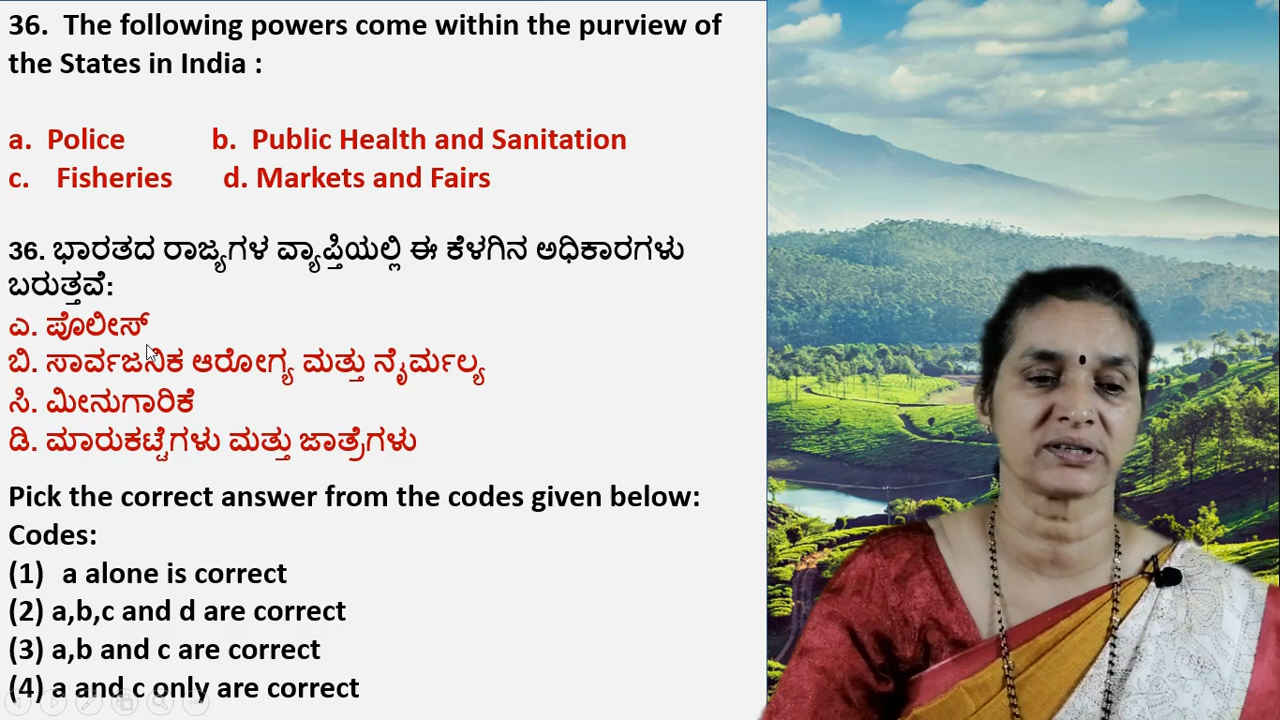 36. The following powers come within the purview of
the States in India :
a. Police b. Public Health and Sanitation
c. Fisheries d. Markets and Fairs
36. ಭಾರತದ ರಾಜ್ಯಗಳ ವ್ಯಾಪ್ತಿಯಲ್ಲಿ ಈ ಕೆಳಗಿನ ಅಧಿಕಾರಗಳು
ಬರುತ್ತವೆ:
ಎ. ಪೊಲೀಸ್
ಬಿ. ಸಾರ್ವಜನಿಕ ಆರೋಗ್ಯ ಮತ್ತು ನೈರ್ಮಲ್ಯ
ಸಿ. ಮೀನುಗಾರಿಕೆ
ಡಿ. ಮಾರುಕಟ್ಟೆಗಳು ಮತ್ತು ಜಾತ್ರೆಗಳು
Pick the correct answer from the codes given below:
Codes:
(1) a alone is correct
(2) a,b,c and d are correct
(3) a,b and c are correct
(4) a and c only are correct